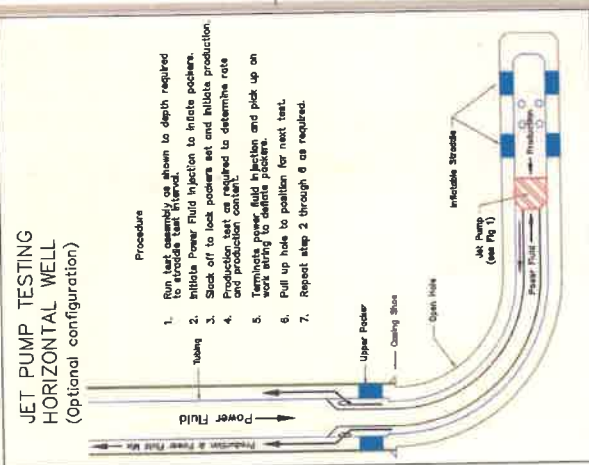 JET PUMP TESTING
HORIZONTAL WELL
(Optional configuration)
Procedure
1. Run test assembly as shown to depth required
to straddle test interval.
2. Initiate Power Fluid injection to inflate packers.
3. Slack off to lock packers set and initiate production.
4. Production test as required to determine rate
and production content.
5. Terminate power fluid injection and pick up on
work string to deflate packers.
6. Pull up hole to position for next test.
7. Repeat step 2 through 6 as required.
Tubing
Production & Power Fluid Mix
Power Fluid
Upper Packer
Casing Shoe
Open Hole
Inflatable Straddle
Jet Pump
(see Fig 1)
Power Fluid
Production